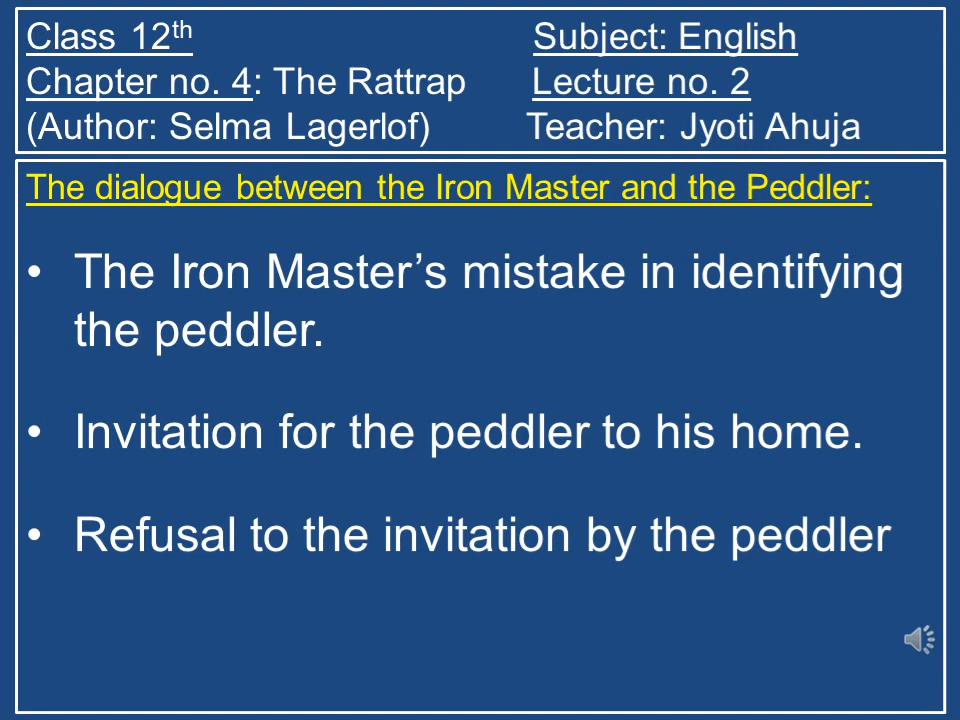 Class 12th Subject: English
Chapter no. 4: The Rattrap Lecture no. 2
(Author: Selma Lagerlof) Teacher: Jyoti Ahuja
The dialogue between the Iron Master and the Peddler:
• The Iron Master’s mistake in identifying
the peddler.
• Invitation for the peddler to his home.
• Refusal to the invitation by the peddler